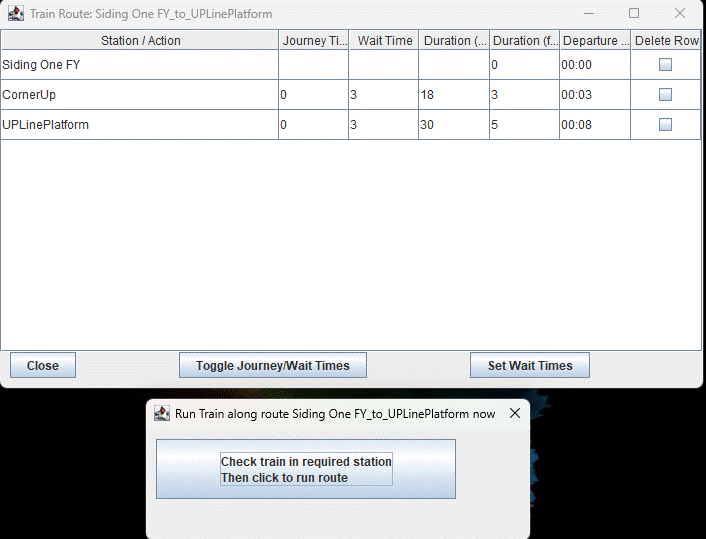 Train Route: Siding One FY_to_UPLinePlatform
Station / Action Journey Ti... Wait Time Duration (... Duration (f... Departure ... Delete Row
Siding One FY 0 00:00
CornerUp 0 3 18 3 00:03
UPLinePlatform 0 3 30 5 00:08
Close Toggle Journey/Wait Times Set Wait Times
Run Train along route Siding One FY_to_UPLinePlatform now
Check train in required station
Then click to run route